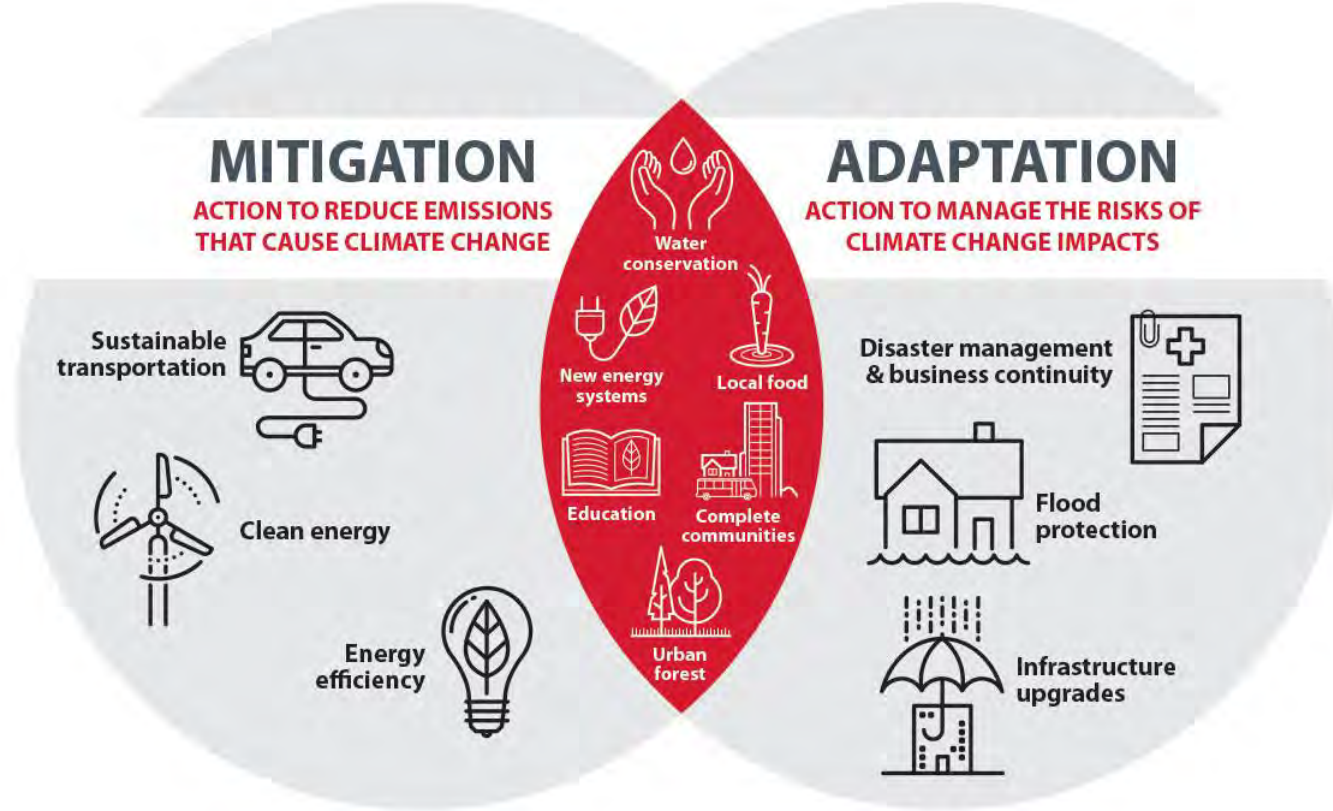 MITIGATION
ACTION TO REDUCE EMISSIONS
THAT CAUSE CLIMATE CHANGE
Sustainable
transportation
Clean energy
Energy
efficiency
Water
conservation
New energy
systems
Local food
Education
Complete
communities
Urban
forest
ADAPTATION
ACTION TO MANAGE THE RISKS OF
CLIMATE CHANGE IMPACTS
Disaster management
& business continuity
Flood
protection
Infrastructure
upgrades